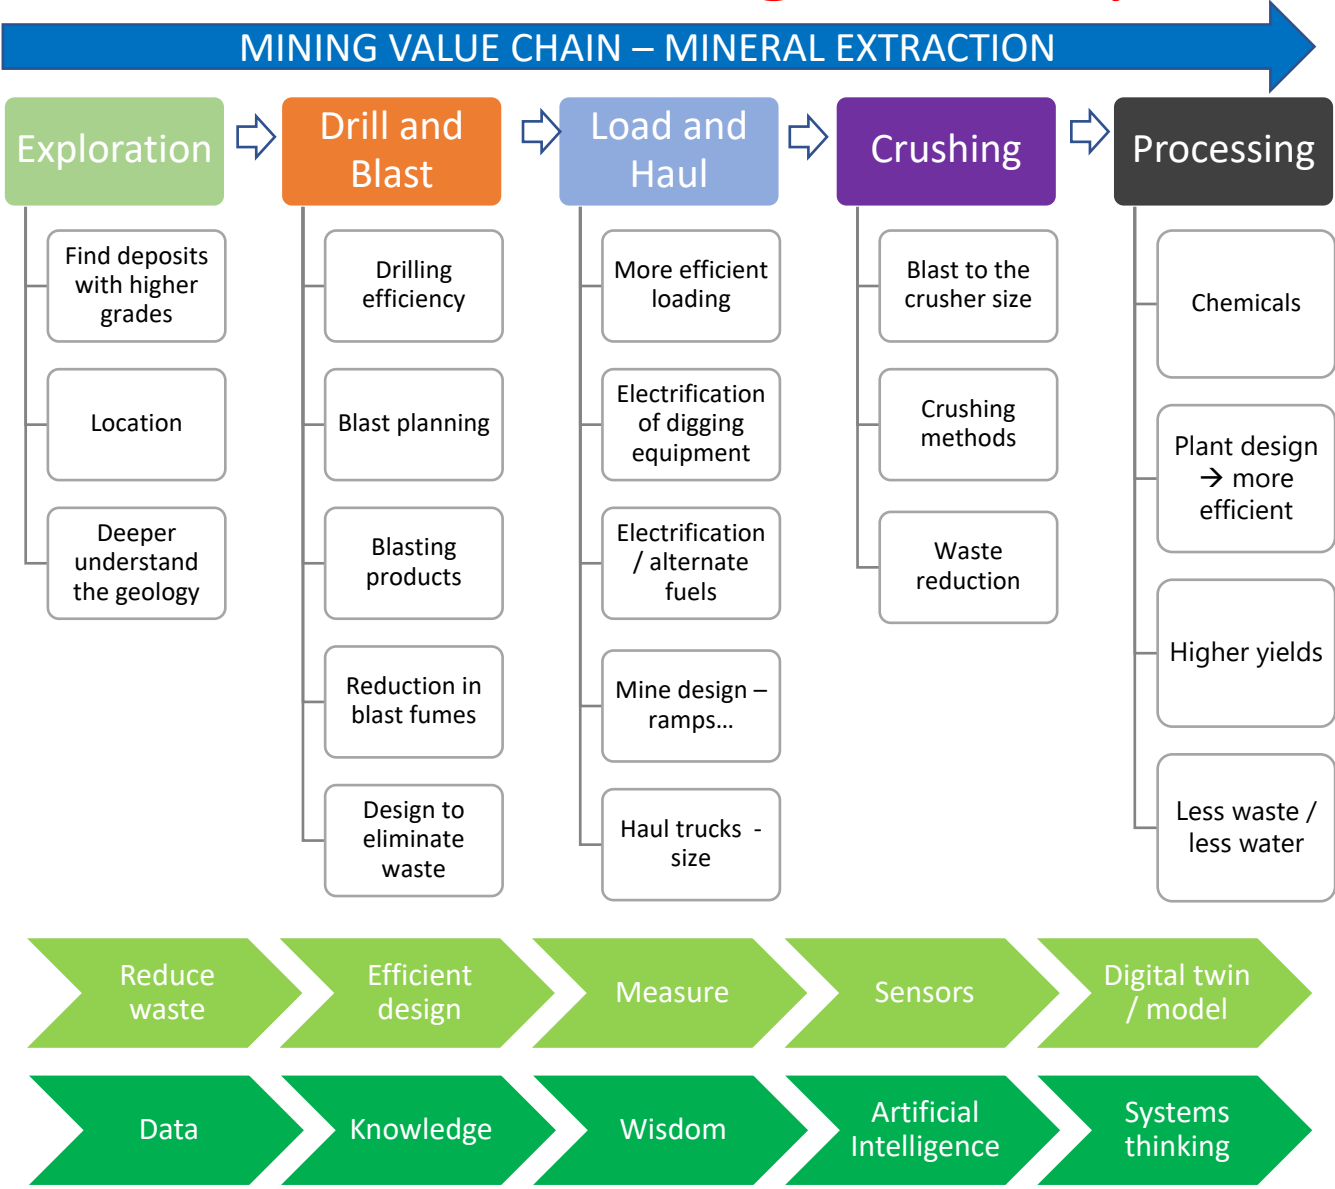 MINING VALUE CHAIN – MINERAL EXTRACTION
Exploration
Find deposits
with higher
grades
Location
Deeper
understand
the geology
Drill and
Blast
Drilling
efficiency
Blast planning
Blasting
products
Reduction in
blast fumes
Design to
eliminate
waste
Load and
Haul
More efficient
loading
Electrification
of digging
equipment
Electrification
/ alternate
fuels
Mine design –
ramps...
Haul trucks -
size
Crushing
Blast to the
crusher size
Crushing
methods
Waste
reduction
Processing
Chemicals
Plant design
→ more
efficient
Higher yields
Less waste /
less water
Reduce
waste
Efficient
design
Measure
Sensors
Digital twin
/ model
Data
Knowledge
Wisdom
Artificial
Intelligence
Systems
thinking